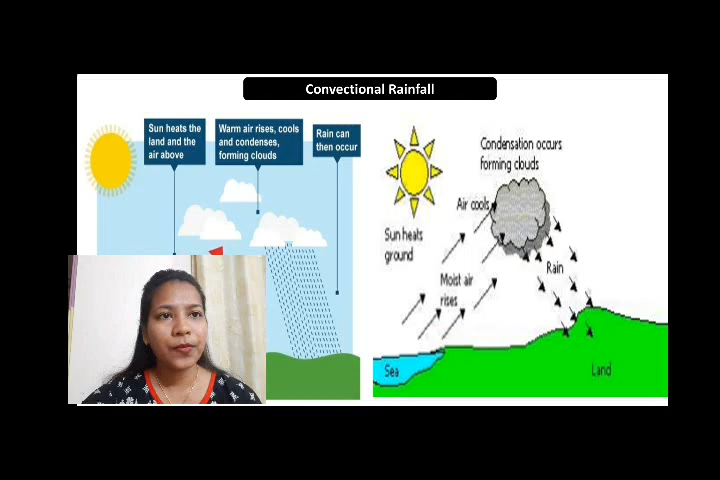 Convectional Rainfall
Sun heats the
land and the
air above
Warm air rises, cools
and condenses,
forming clouds
Rain can
then occur
Condensation occurs
forming clouds
Air cools
Sun heats
ground
Moist air
rises
Rain
Sea
Land